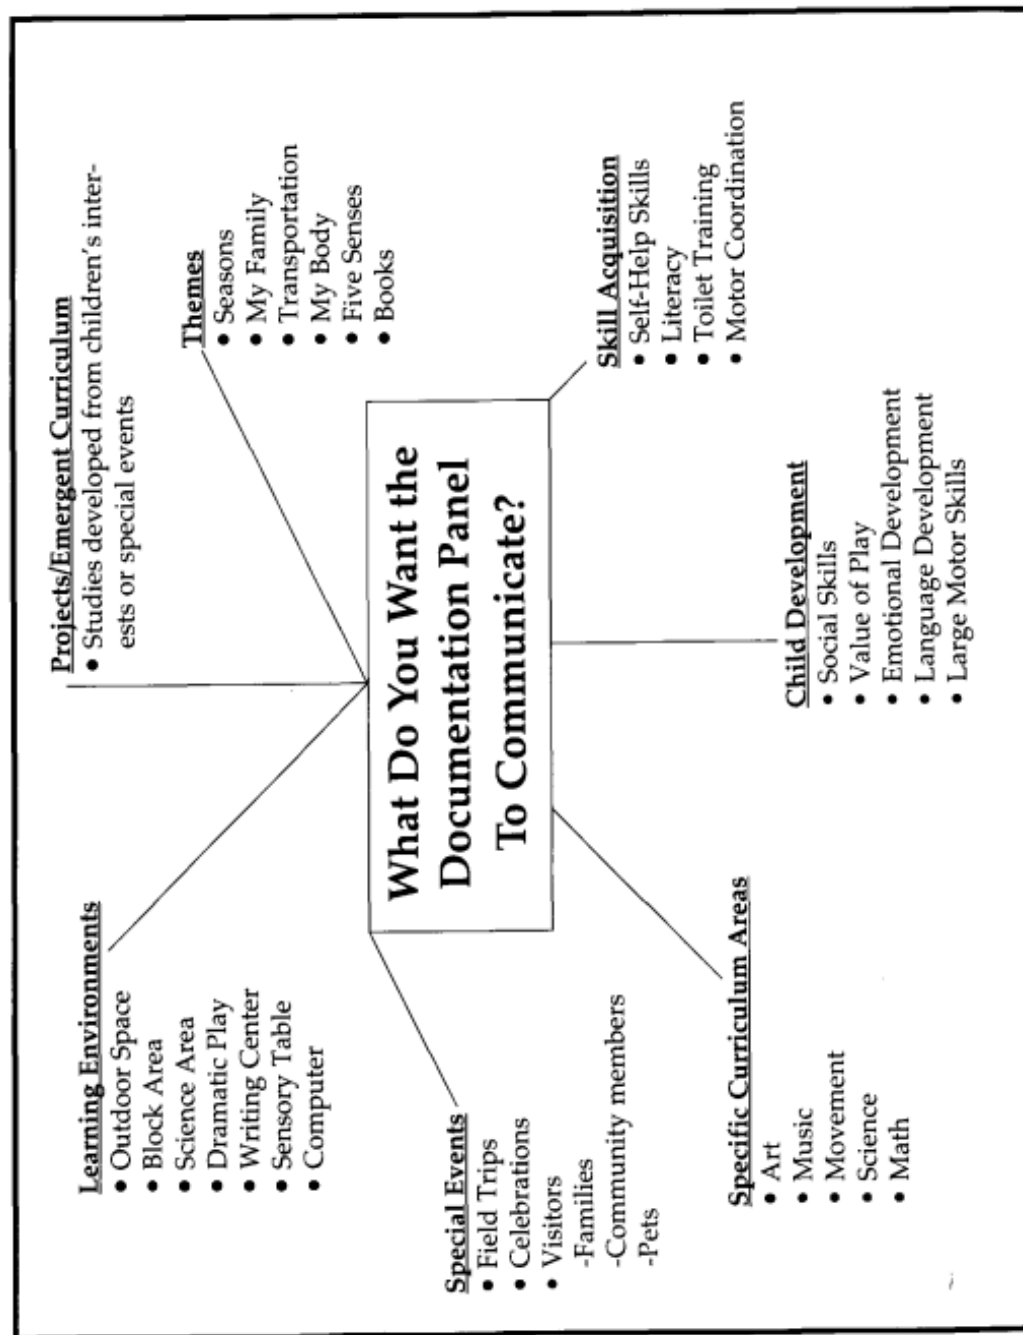 Learning Environments
• Outdoor Space
• Block Area
• Science Area
• Dramatic Play
• Writing Center
• Sensory Table
• Computer
Projects/Emergent Curriculum
• Studies developed from children's inter-
ests or special events
Themes
• Seasons
• My Family
• Transportation
• My Body
• Five Senses
• Books
What Do You Want the
Documentation Panel
To Communicate?
Special Events
• Field Trips
• Celebrations
• Visitors
-Families
-Community members
-Pets
Specific Curriculum Areas
• Art
• Music
• Movement
• Science
• Math
Child Development
• Social Skills
• Value of Play
• Emotional Development
• Language Development
• Large Motor Skills
Skill Acquisition
• Self-Help Skills
• Literacy
• Toilet Training
• Motor Coordination